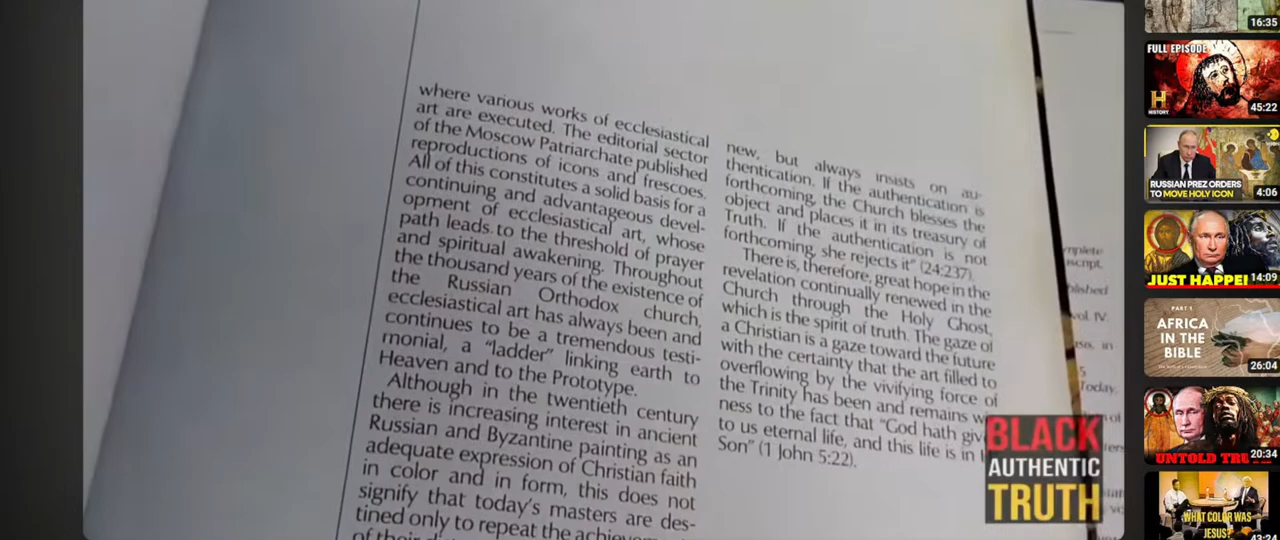 where various works of ecclesiastical
art are executed. The editorial sector
of the Moscow Patriarchate published
reproductions of icons and frescoes.
All of this constitutes a solid basis for a
continuing and advantageous devel-
opment of ecclesiastical art, whose
path leads to the threshold of prayer
and spiritual awakening. Throughout
the thousand years of the existence of
the Russian Orthodox church,
ecclesiastical art has always been and
continues to be a tremendous testi-
monial, a "ladder" linking earth to
Heaven and to the Prototype.
Although in the twentieth century
there is increasing interest in ancient
Russian and Byzantine painting as an
adequate expression of Christian faith
in color and in form, this does not
signify that today's masters are des-
tined only to repeat the
new, but always insists on au-
thentication. If the authentication is
forthcoming, the Church blesses the
object and places it in its treasury of
Truth. If the authentication is not
forthcoming, she rejects it" (24:237).
There is, therefore, great hope in the
revelation continually renewed in the
Church through the Holy Ghost,
which is the spirit of truth. The gaze of
a Christian is a gaze toward the future
with the certainty that the art filled to
overflowing by the vivifying force of
the Trinity has been and remains
ness to the fact that "God hath
to us eternal life, and this life is in
Son" (1 John 5:22).
vol. IV.
in
5
Today,
of
BLACK
AUTHENTIC
TRUTH
16:35
FULL EPISODE
H
HISTORY
45:22
RUSSIAN PREZ ORDERS
TO MOVE HOLY ICON
4:06
JUST HAPPE
14:09
PART 1
AFRICA
IN THE
BIBLE
26:04
UNTOLD
20:34
WHAT COLOR WAS
JESUS?
43:24